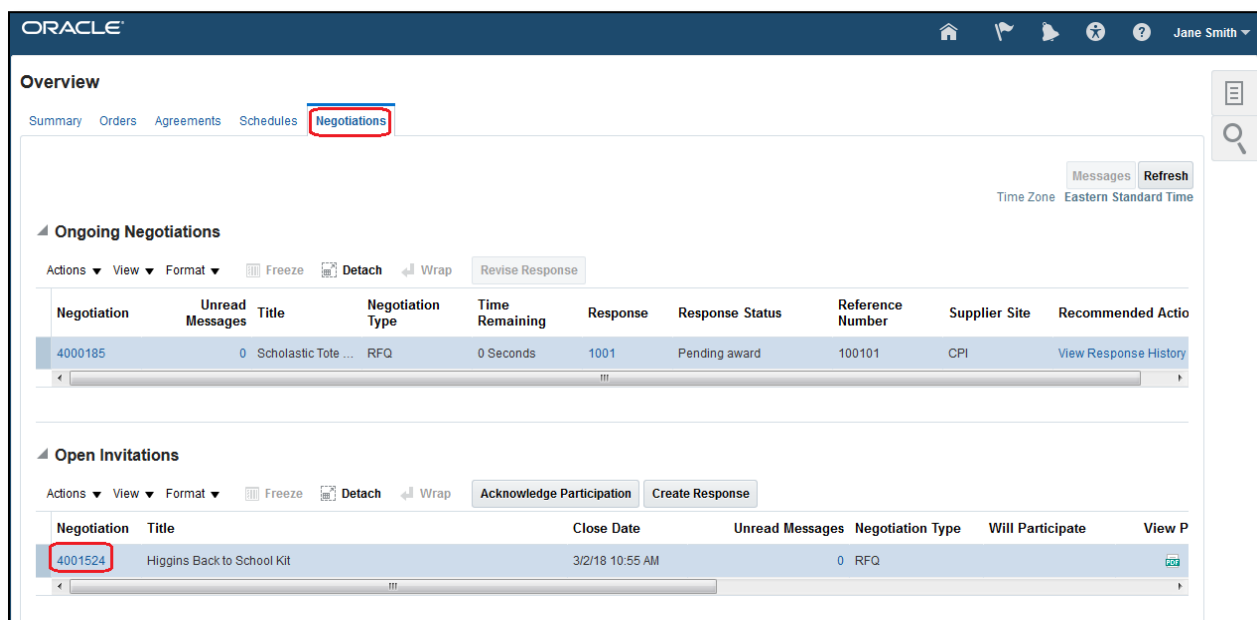 ORACLE
Jane Smith
Overview
Summary Orders Agreements Schedules Negotiations
Messages Refresh
Time Zone Eastern Standard Time
Ongoing Negotiations
Actions View Format Freeze Detach Wrap Revise Response
Negotiation Unread Messages Title Negotiation Type Time Remaining Response Response Status Reference Number Supplier Site Recommended Actio
4000185 0 Scholastic Tote ... RFQ 0 Seconds 1001 Pending award 100101 CPI View Response History
Open Invitations
Actions View Format Freeze Detach Wrap Acknowledge Participation Create Response
Negotiation Title Close Date Unread Messages Negotiation Type Will Participate View P
4001524 Higgins Back to School Kit 3/2/18 10:55 AM 0 RFQ PDF